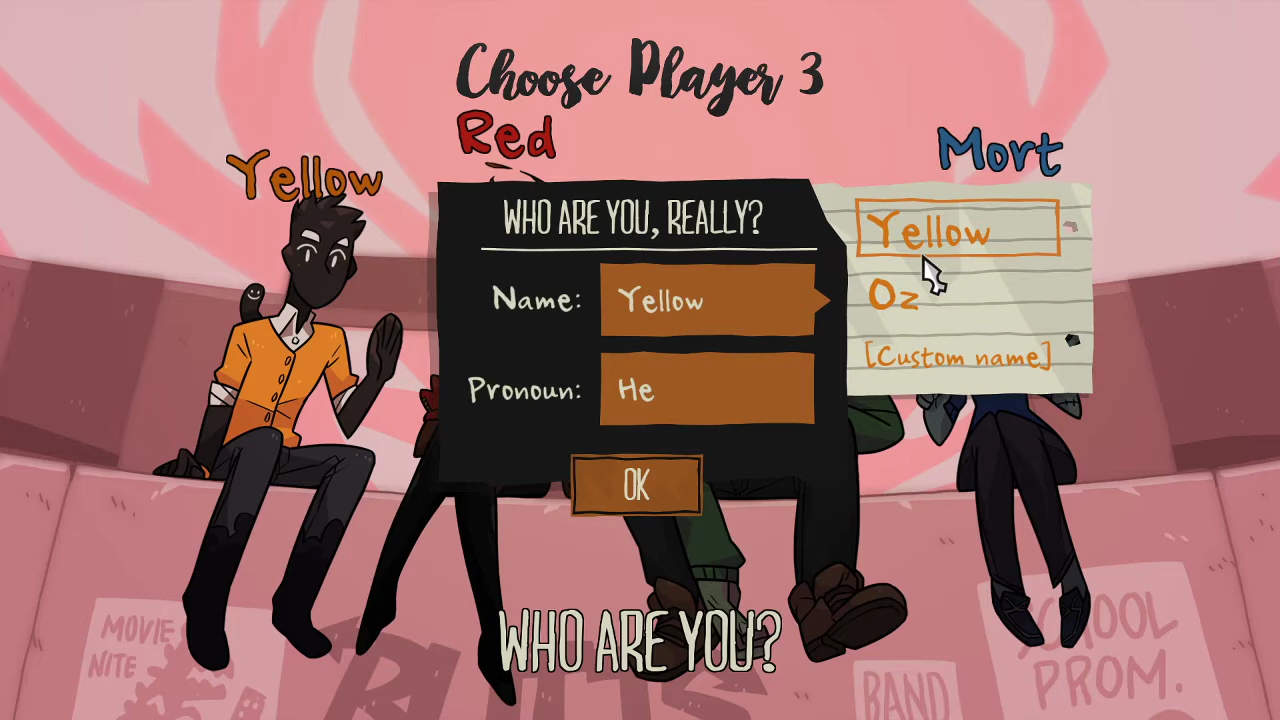 Choose Player 3
Red
Yellow
Mort
WHO ARE YOU, REALLY?
Name: Yellow
Pronoun: He
OK
Yellow
Oz
[Custom name]
WHO ARE YOU?
MOVIE
NITE
SCHOOL
PROM.
BAND